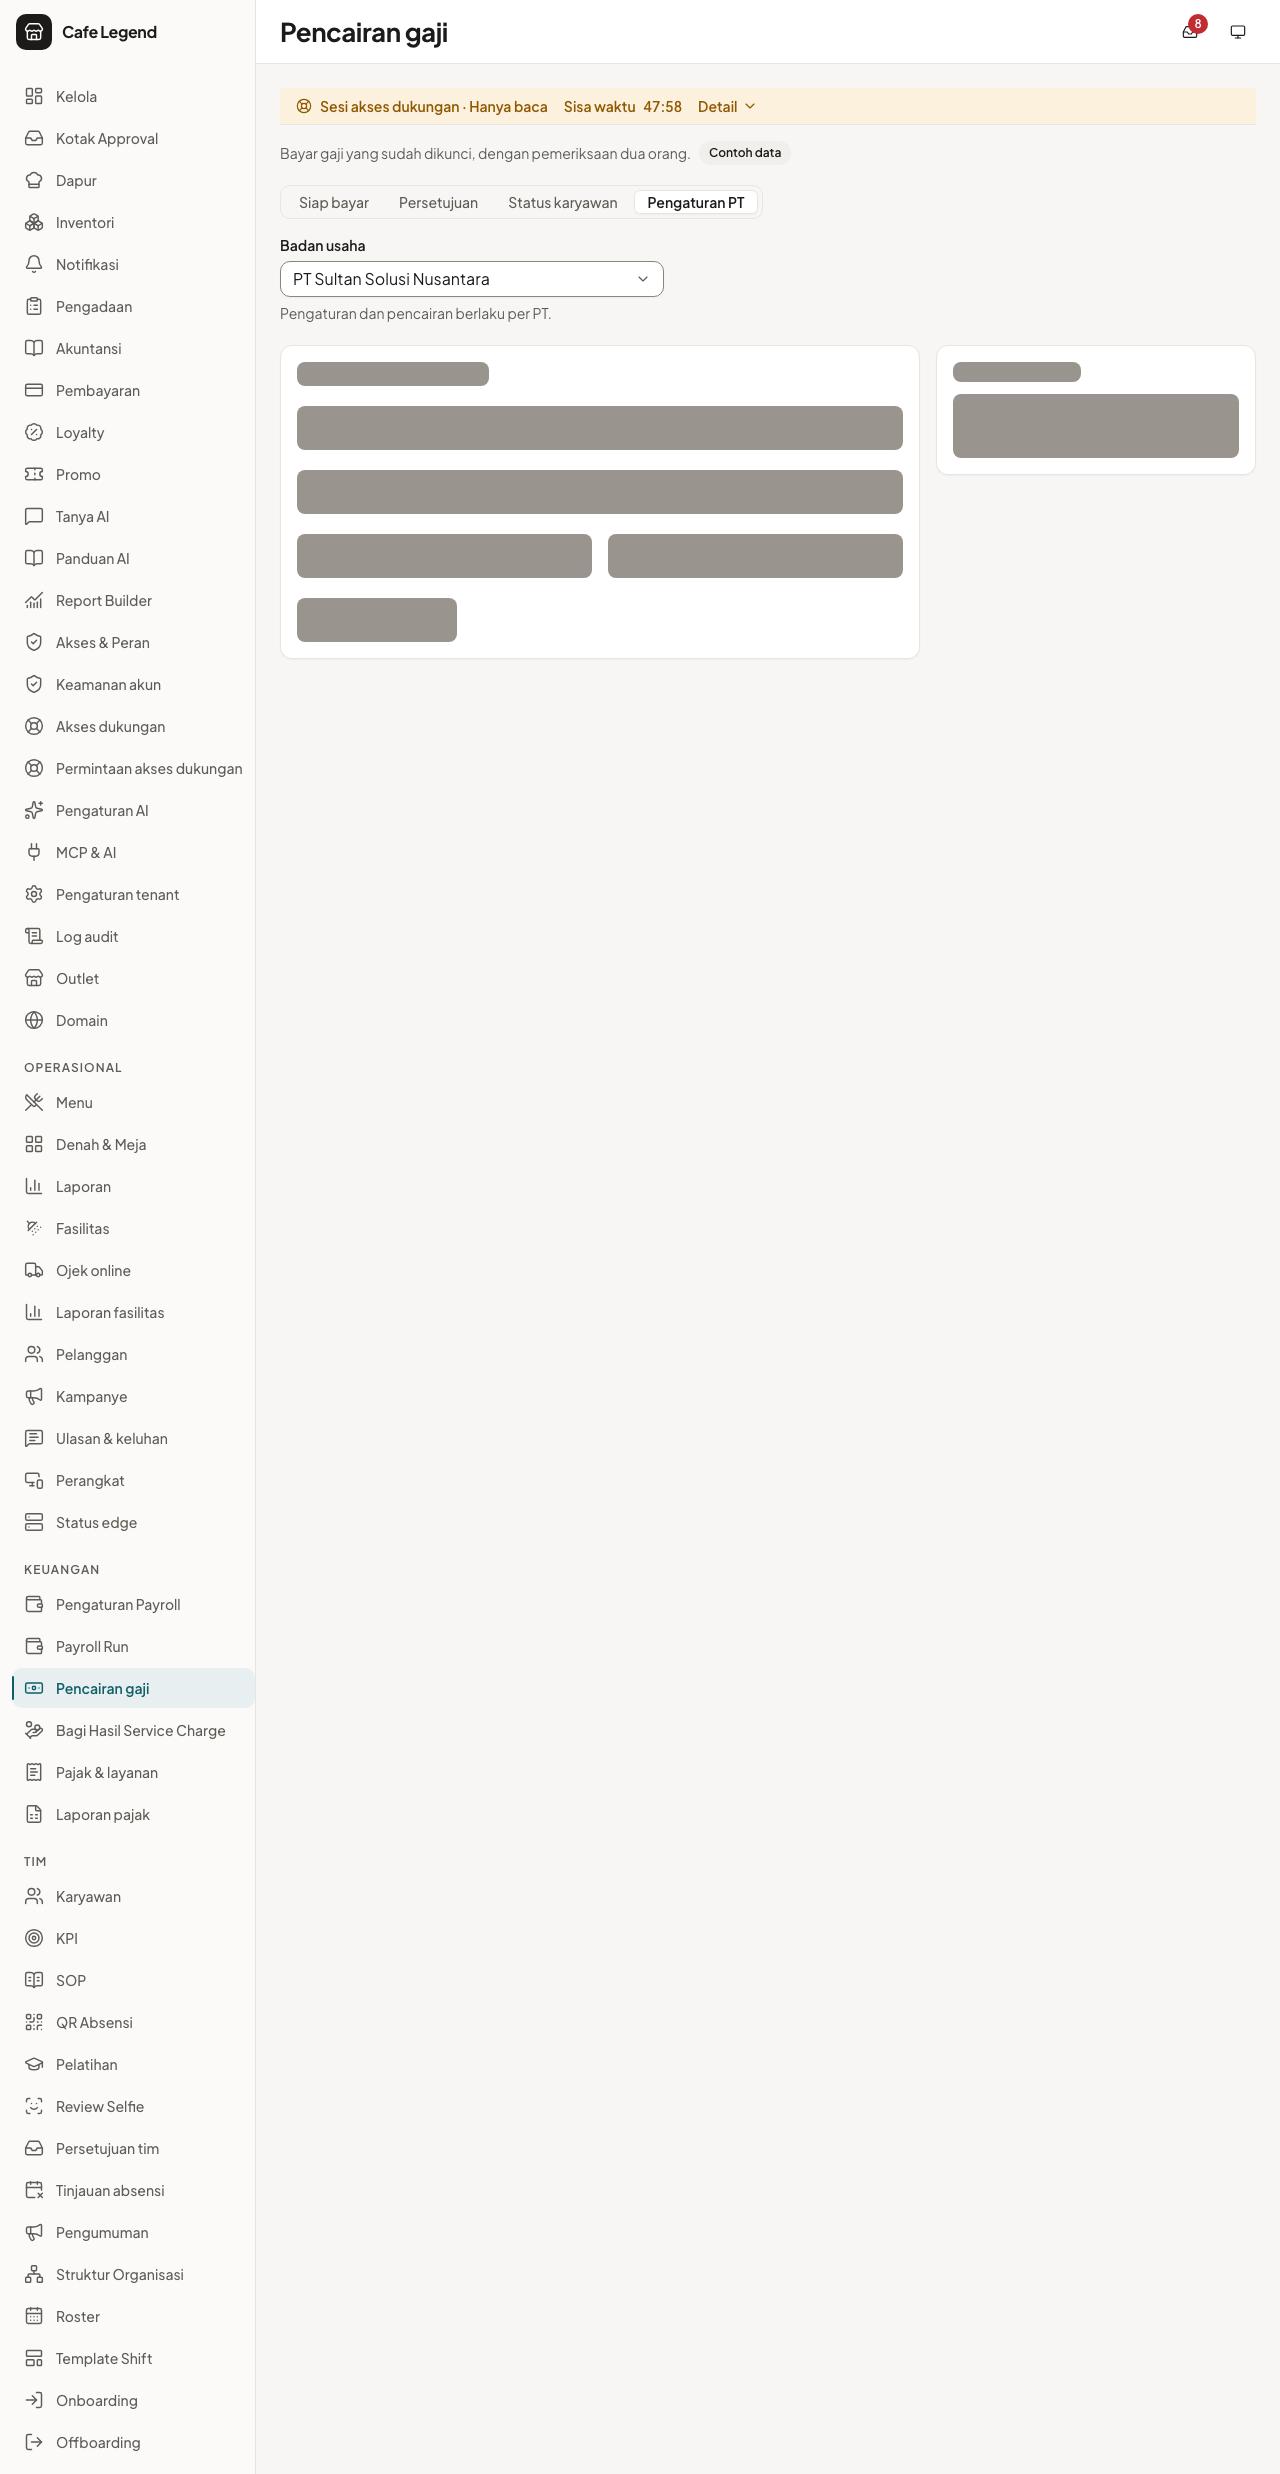 Cafe Legend
Kelola
Kotak Approval
Dapur
Inventori
Notifikasi
Pengadaan
Akuntansi
Pembayaran
Loyalty
Promo
Tanya AI
Panduan AI
Report Builder
Akses & Peran
Keamanan akun
Akses dukungan
Permintaan akses dukungan
Pengaturan AI
MCP & AI
Pengaturan tenant
Log audit
Outlet
Domain
OPERASIONAL
Menu
Denah & Meja
Laporan
Fasilitas
Ojek online
Laporan fasilitas
Pelanggan
Kampanye
Ulasan & keluhan
Perangkat
Status edge
KEUANGAN
Pengaturan Payroll
Payroll Run
Pencairan gaji
Bagi Hasil Service Charge
Pajak & layanan
Laporan pajak
TIM
Karyawan
KPI
SOP
QR Absensi
Pelatihan
Review Selfie
Persetujuan tim
Tinjauan absensi
Pengumuman
Struktur Organisasi
Roster
Template Shift
Onboarding
Offboarding
Pencairan gaji
8
Sesi akses dukungan · Hanya baca Sisa waktu 47:58 Detail
Bayar gaji yang sudah dikunci, dengan pemeriksaan dua orang. Contoh data
Siap bayar Persetujuan Status karyawan Pengaturan PT
Badan usaha
PT Sultan Solusi Nusantara
Pengaturan dan pencairan berlaku per PT.